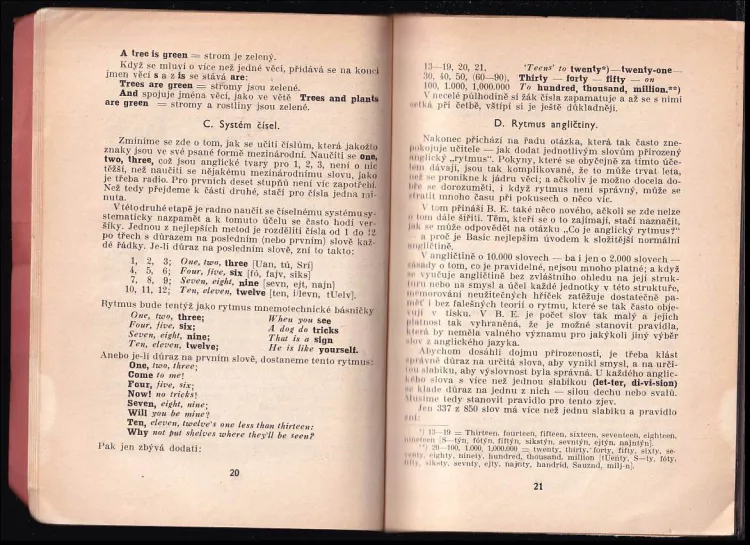 A tree is green = strom je zelený.
Když se mluví o více než jedné věci, přidává se na konci
jmen věcí s a z is se stává are:
Trees are green = stromy jsou zelené.
And spojuje jména věcí, jako ve větě Trees and plants
are green = stromy a rostliny jsou zelené.
C. Systém čísel.
Zmiňme se zde o tom, jak se učiti číslům, která jakožto
znaky jsou ve své psané formě mezinárodní. Naučiti se one,
two, three, což jsou anglické tvary pro 1, 2, 3, není o nic
těžší, než naučiti se nějakému mezinárodnímu slovu, jako
je třeba radio. Pro prvních deset stupňů není víc zapotřebí.
Než tedy přejdeme k části druhé, stačí pro čísla jedna mi-
nuta.
V této druhé etapě je radno naučit se číselnému systému sy-
stematicky nazpamět a k tomuto účelu se často hodí ver-
šíky. Jednou z nejlepších metod je rozděliti čísla od 1 do 12
po třech s důrazem na posledním (nebo prvním) slově kaž-
dé řádky. Je-li důraz na posledním slově, zní to takto:
1, 2, 3; One, two, three [Uan, tú, Srí]
4, 5, 6; Four, five, six [fó, fajv, siks]
7, 8, 9; Seven, eight, nine [sevn, ejt, najn]
10, 11, 12; Ten, eleven, twelve [ten, ilevn, tUelv].
Rytmus bude tentýž jako rytmus mnemotechnické básničky
One, two, three; When you see
Four, five, six; A dog do tricks
Seven, eight, nine; That is a sign
Ten, eleven, twelve; He is like yourself.
Anebo je-li důraz na prvním slově, dostaneme tento rytmus:
One, two, three;
Come to me!
Four, five, six;
Now! no tricks!
Seven, eight, nine;
Will you be mine?
Ten, eleven, twelve's one less than thirteen:
Why not put shelves where they'll be seen?
Pak jen zbývá dodati:
20
13—19, 20, 21. 'Teens' to twenty*)—twenty-one—
30, 40, 50, (60—90), Thirty — forty — fifty — on
100, 1.000, 1,000.000 To hundred, thousand, million.**)
V necelé půlhodině si žák čísla zapamatuje a až se s nimi
setká při četbě, vštípí si je ještě důkladněji.
D. Rytmus angličtiny.
Nakonec přichází na řadu otázka, která tak často zne-
pokojuje učitele — jak dodat jednotlivým slovům přirozený
anglický „rytmus“. Pokyny, které se obyčejně za tímto úče-
lem dávají, jsou tak komplikované, že to může trvat léta,
než se pronikne k jádru věci; a ačkoliv je možno docela do-
bře se dorozuměti, i když rytmus není správný, může se
stratit mnoho času při pokusech o něco víc.
V tom přináší B. E. také něco nového, ačkoli se zde nelze
o tom dále šířiti. Těm, kteří se o to zajímají, stačí naznačit,
jak se může odpovědět na otázku „Co je anglický rytmus?“
— a proč je Basic nejlepším úvodem k složitější normální
angličtině.
V angličtině o 10.000 slovech — ba i jen o 2.000 slovech —
zásady o tom, co je pravidelné, nejsou mnoho platné; a když
se vyučuje angličtině bez zvláštního ohledu na její struk-
turu nebo na smysl a účel každé jednotky v této struktuře,
memorování neužitečných hříček zatěžuje dostatečně pa-
měť i bez falešných teorií o rytmu, které se tak často obje-
vují v tisku. V B. E. je počet slov tak malý a jejich
platnost tak vyhraněná, že je možné stanovit pravidla,
která by neměla valného významu pro jakýkoli jiný výběr
slov z anglického jazyka.
Abychom dosáhli dojmu přirozenosti, je třeba klást
správně důraz na určitá slova, aby vynikl smysl, a na urči-
tou slabiku, aby výslovnost byla správná. U každého anglic-
kého slova s více než jednou slabikou (let-ter, di-vi-sion)
se klade důraz na jednu z nich — silou dechu nebo svalů.
Musíme tedy stanovit pravidlo pro tento zjev.
Jen 337 z 850 slov má více než jednu slabiku a pravidlo
zní:
*) 13—19 = Thirteen, fourteen, fifteen, sixteen, seventeen, eighteen,
nineteen [S—týn, fótýn, fiftýn, sikstýn, sevntýn, ejtýn, najntýn].
**) 20—100, 1.000, 1,000.000 = twenty, thirty, forty, fifty, sixty, se-
venty, eighty, ninety, hundred, thousand, million [tUenty, S—ty, fóty,
fifty, siksty, sevnty, ejty, najnty, handrid, Sauznd, milj-n].
21